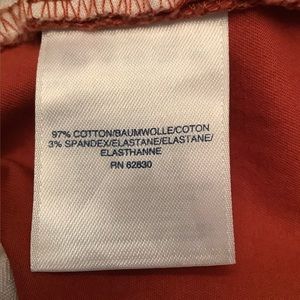 97% COTTON/BAUMWOLLE/COTON
3% SPANDEX/ELASTANE/ELASTANE/
ELASTHANNE
RN 62830